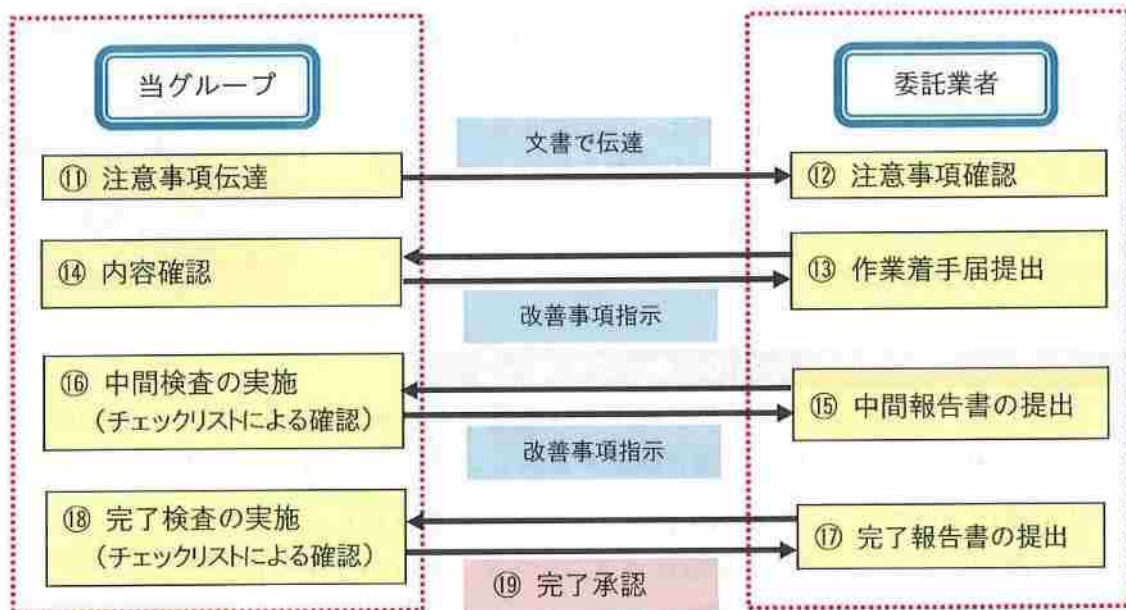 当グループ
委託業者
文書で伝達
⑪ 注意事項伝達
⑫ 注意事項確認
⑭ 内容確認
⑬ 作業着手届提出
改善事項指示
⑯ 中間検査の実施
（チェックリストによる確認）
⑮ 中間報告書の提出
改善事項指示
⑱ 完了検査の実施
（チェックリストによる確認）
⑰ 完了報告書の提出
⑲ 完了承認